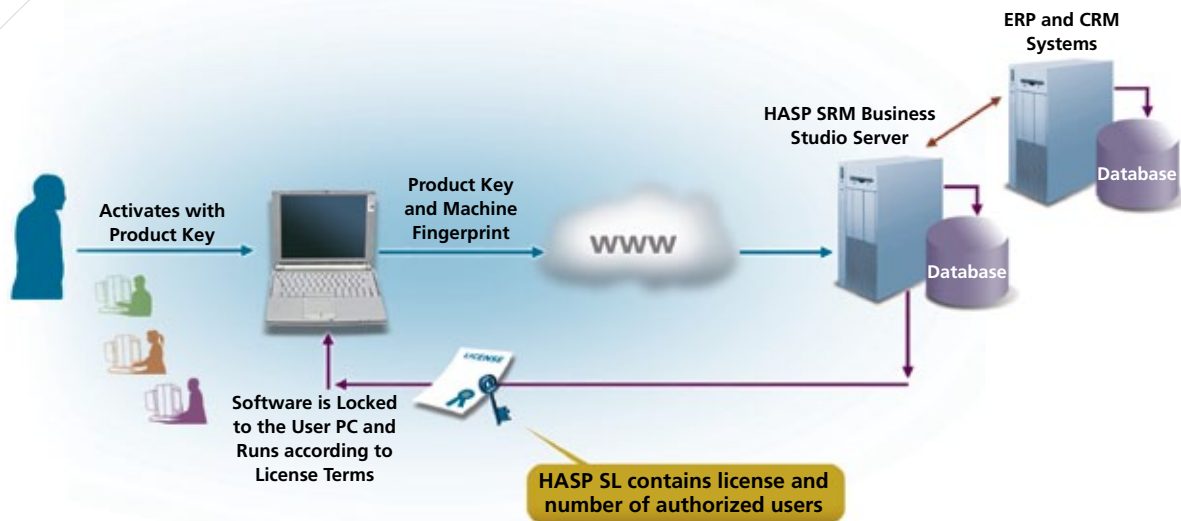 ERP and CRM
Systems
HASP SRM Business
Studio Server
Database
Product Key
and Machine
Fingerprint
Activates with
Product Key
www
Database
LICENSE
Software is Locked
to the User PC and
Runs according to
License Terms
HASP SL contains license and
number of authorized users